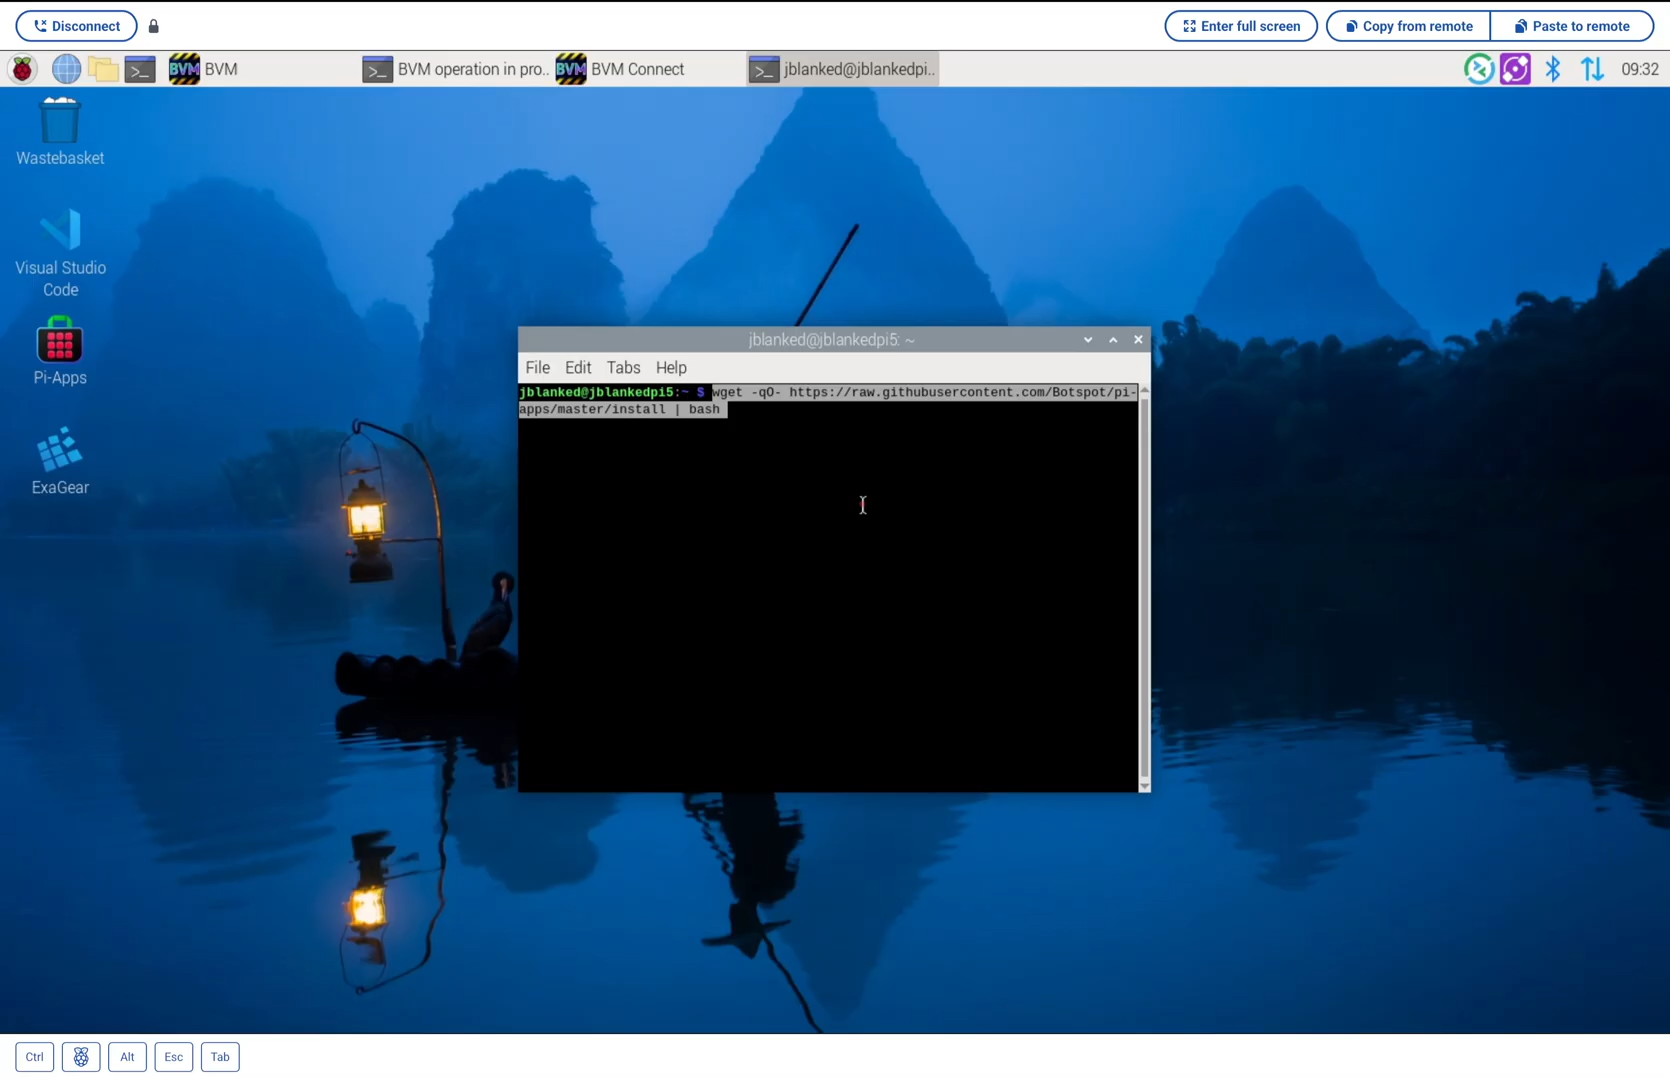 Disconnect
Enter full screen
Copy from remote
Paste to remote
BVM BVM
BVM operation in pro..
BVM BVM Connect
jblanked@jblankedpi..
09:32
Wastebasket
Visual Studio
Code
Pi-Apps
ExaGear
jblanked@jblankedpi5: ~
File Edit Tabs Help
jblanked@jblankedpi5:~ $ wget -qO- https://raw.githubusercontent.com/Botspot/pi-
apps/master/install | bash
Ctrl
Alt
Esc
Tab